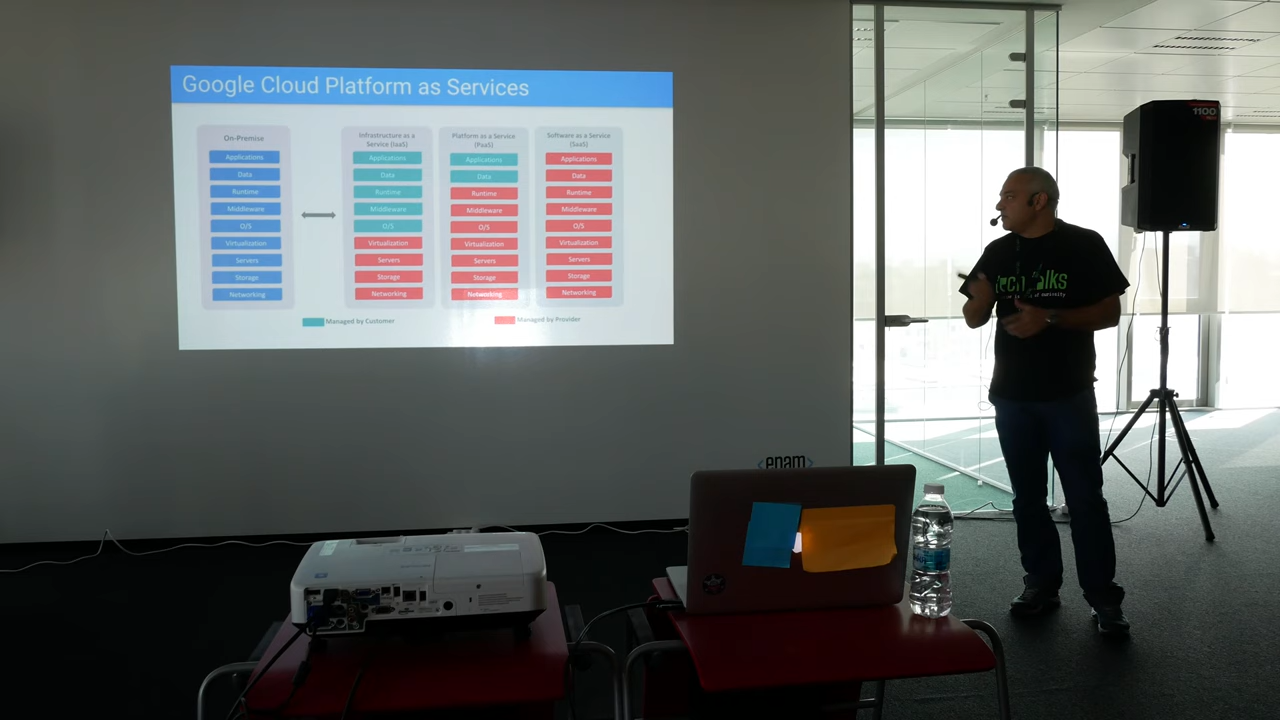 Google Cloud Platform as Services
On-Premise
Applications
Data
Runtime
Middleware
O/S
Virtualization
Servers
Storage
Networking
Infrastructure as a
Service (IaaS)
Applications
Data
Runtime
Middleware
O/S
Virtualization
Servers
Storage
Networking
Platform as a Service
(PaaS)
Applications
Data
Runtime
Middleware
O/S
Virtualization
Servers
Storage
Networking
Software as a Service
(SaaS)
Applications
Data
Runtime
Middleware
O/S
Virtualization
Servers
Storage
Networking
Managed by Customer
Managed by Provider
1100
of curiosity